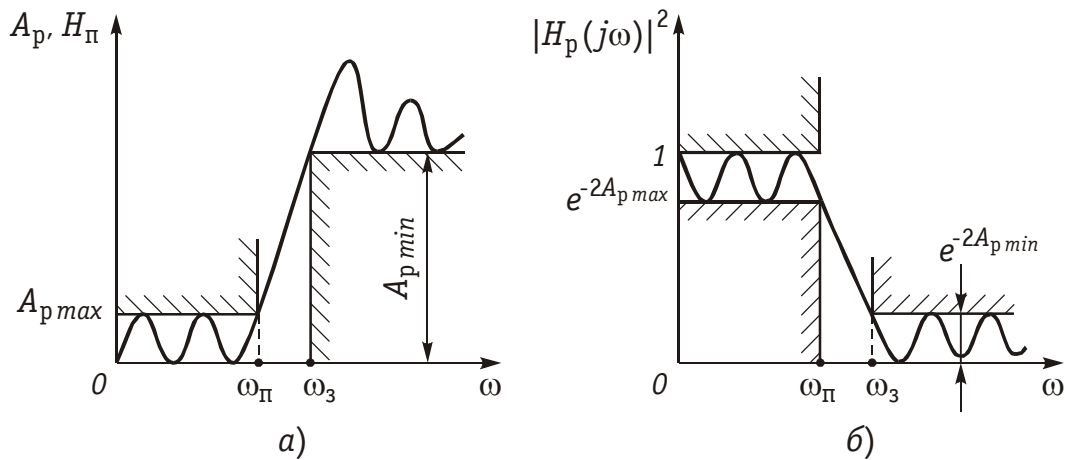 Aр, Hп
Aр max
Aр min
0
ωп
ωз
ω
а)
|Hр(jω)|²
1
e^-2Aр max
e^-2Aр min
0
ωп
ωз
ω
б)